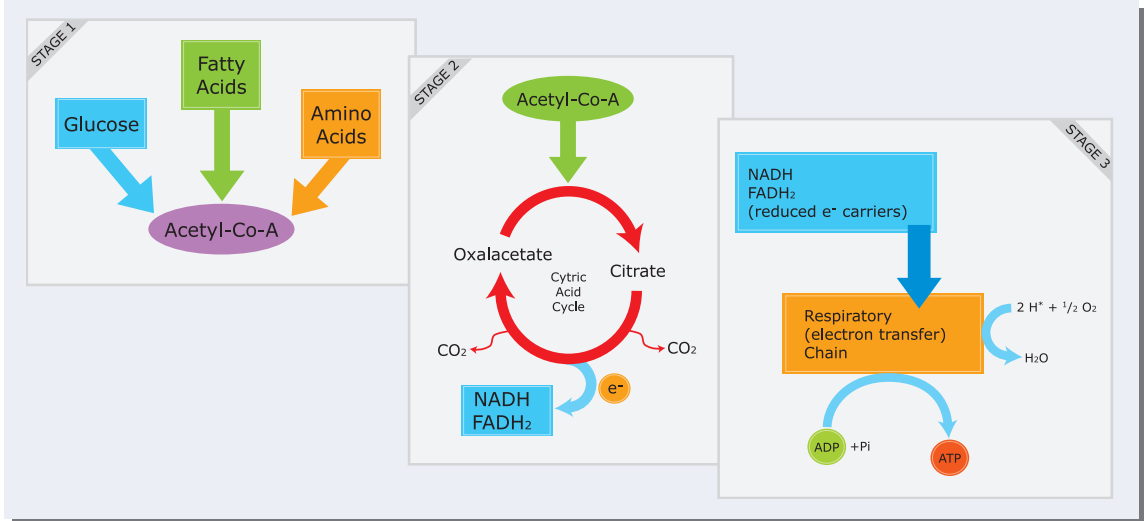 STAGE 1
Fatty
Acids
Glucose
Amino
Acids
Acetyl-Co-A
STAGE 2
Acetyl-Co-A
Oxalacetate
Citrate
Cytric
Acid
Cycle
CO₂
CO₂
e⁻
NADH
FADH₂
STAGE 3
NADH
FADH₂
(reduced e⁻ carriers)
Respiratory
(electron transfer)
Chain
2 H* + ¹/₂ O₂
H₂O
ADP +Pi
ATP